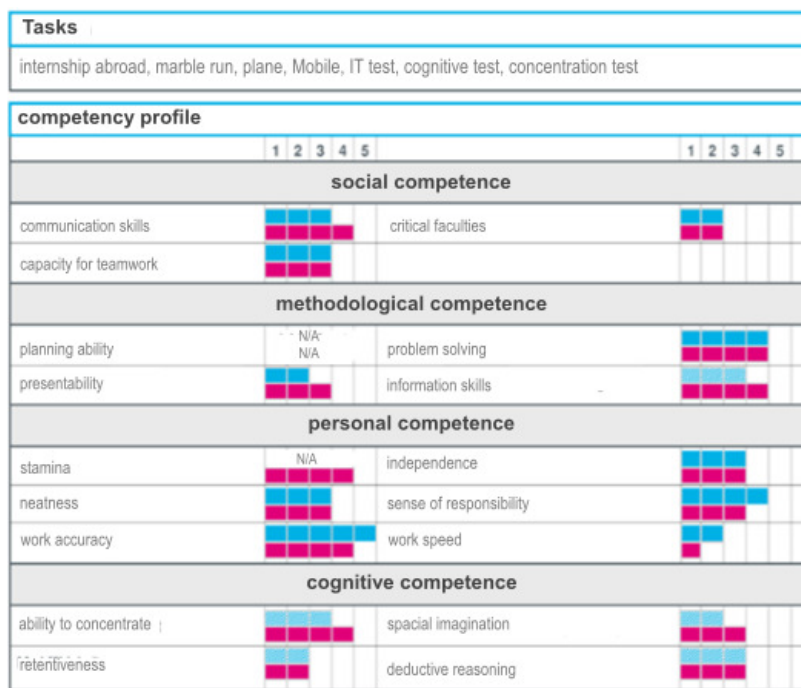 Tasks
internship abroad, marble run, plane, Mobile, IT test, cognitive test, concentration test
competency profile
1 2 3 4 5 1 2 3 4 5
social competence
communication skills critical faculties
capacity for teamwork
methodological competence
N/A
planning ability problem solving
N/A
presentability information skills
personal competence
N/A
stamina independence
neatness sense of responsibility
work accuracy work speed
cognitive competence
ability to concentrate spacial imagination
retentiveness deductive reasoning